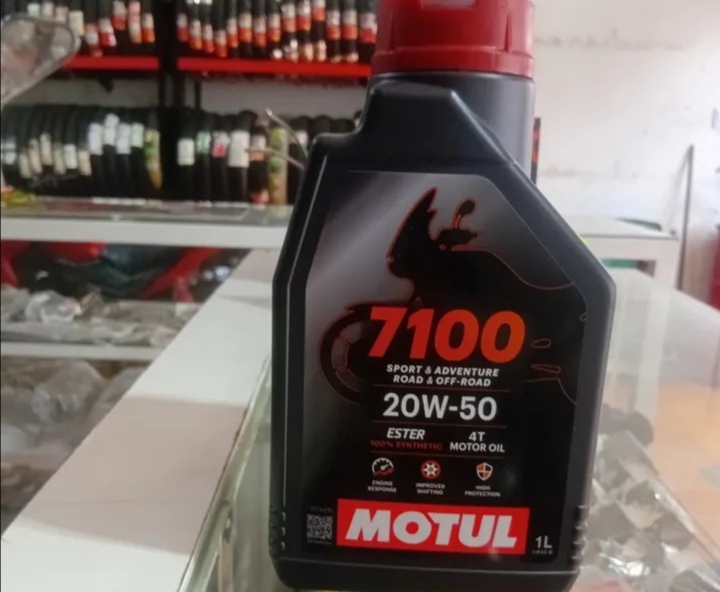 7100
SPORT & ADVENTURE
ROAD & OFF-ROAD
20W-50
ESTER
100% SYNTHETIC
4T
MOTOR OIL
ENGINE
RESPONSE
IMPROVED
SHIFTING
HIGH
PROTECTION
MOTUL
1L